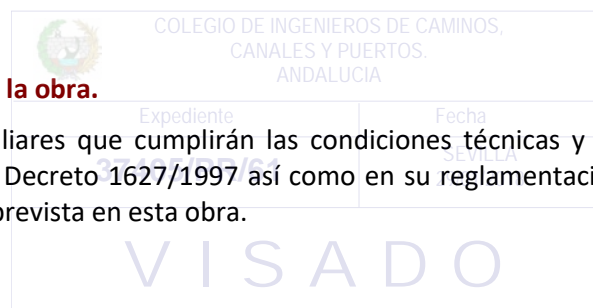 COLEGIO DE INGENIEROS DE CAMINOS,
CANALES Y PUERTOS.
ANDALUCIA
la obra.
Expediente Fecha
liares que cumplirán las condiciones técnicas y
SEVILLA
Decreto 1627/1997 así como en su reglamentaci
prevista en esta obra.
VISADO